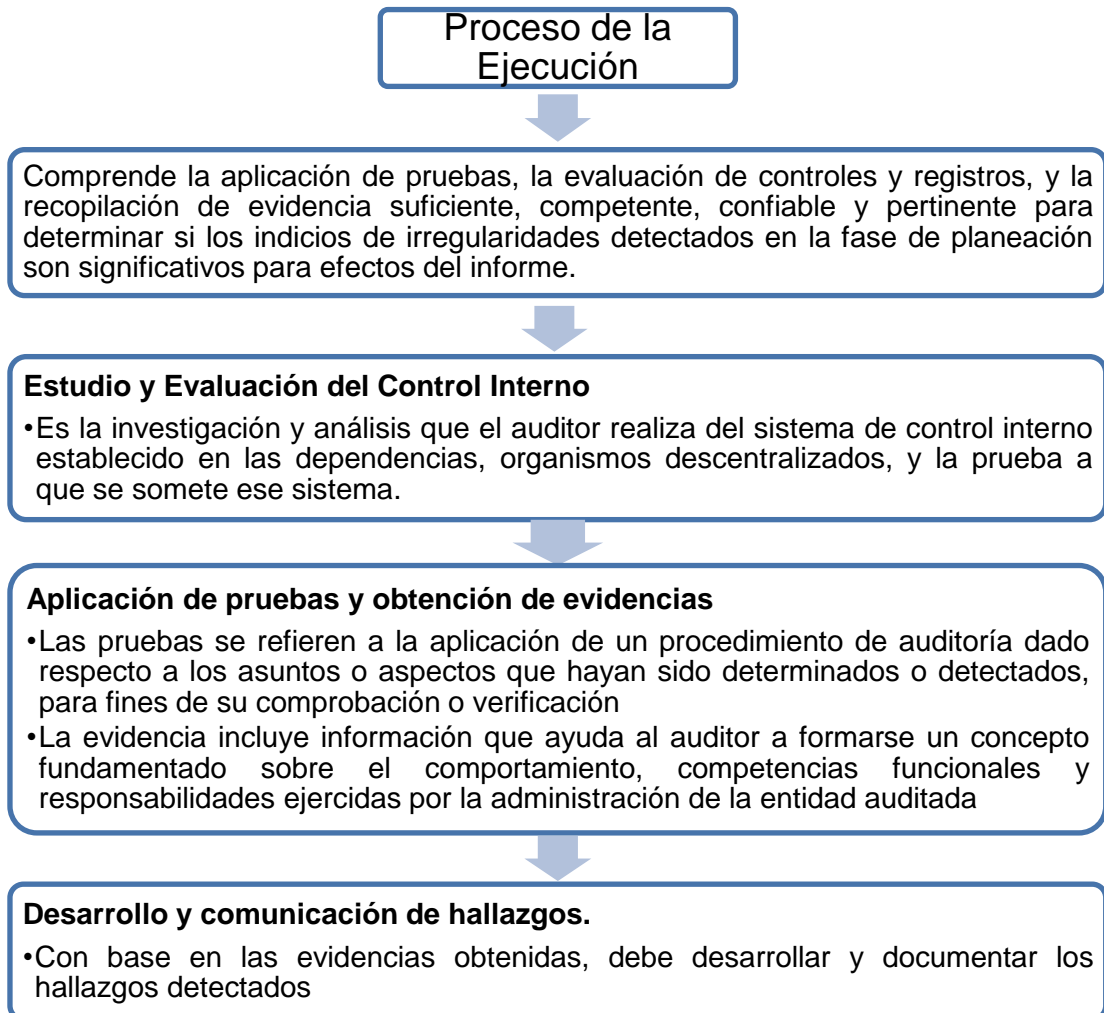 Proceso de la
Ejecución
Comprende la aplicación de pruebas, la evaluación de controles y registros, y la
recopilación de evidencia suficiente, competente, confiable y pertinente para
determinar si los indicios de irregularidades detectados en la fase de planeación
son significativos para efectos del informe.
Estudio y Evaluación del Control Interno
•Es la investigación y análisis que el auditor realiza del sistema de control interno
establecido en las dependencias, organismos descentralizados, y la prueba a
que se somete ese sistema.
Aplicación de pruebas y obtención de evidencias
•Las pruebas se refieren a la aplicación de un procedimiento de auditoría dado
respecto a los asuntos o aspectos que hayan sido determinados o detectados,
para fines de su comprobación o verificación
•La evidencia incluye información que ayuda al auditor a formarse un concepto
fundamentado sobre el comportamiento, competencias funcionales y
responsabilidades ejercidas por la administración de la entidad auditada
Desarrollo y comunicación de hallazgos.
•Con base en las evidencias obtenidas, debe desarrollar y documentar los
hallazgos detectados